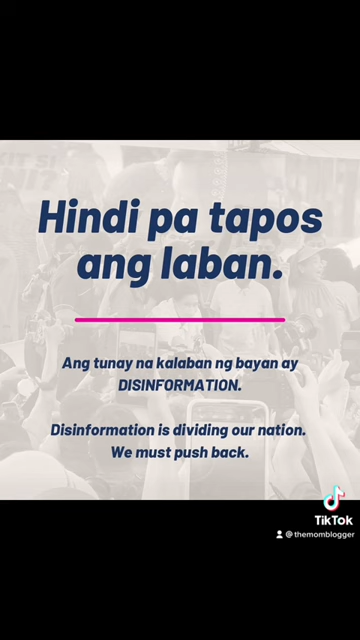 Hindi pa tapos
ang laban.
Ang tunay na kalaban ng bayan ay
DISINFORMATION.
Disinformation is dividing our nation.
We must push back.
TikTok
@themomblogger